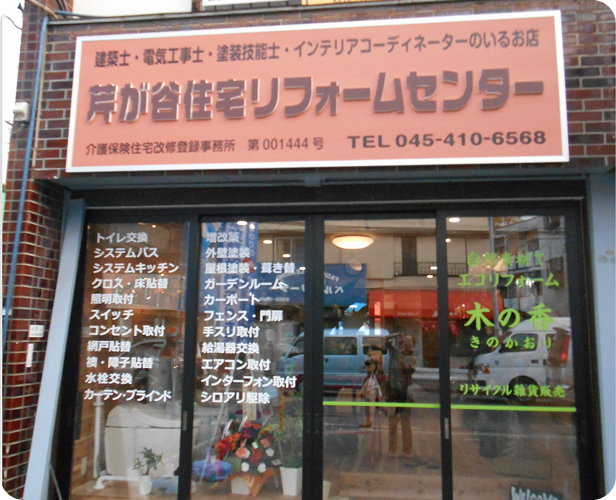 建築士・電気工事士・塗装技能士・インテリアコーディネーターのいるお店
芹が谷住宅リフォームセンター
介護保険住宅改修登録事務所 第001444号 TEL 045-410-6568
トイレ交換
システムバス
システムキッチン
クロス・床貼替
照明取付
スイッチ
コンセント取付
網戸貼替
襖・障子貼替
水栓交換
カーテン・ブラインド
増改築
外壁塗装
屋根塗装・葺き替
ガーデンルーム
カーポート
フェンス・門扉
手スリ取付
給湯器交換
エアコン取付
インターフォン取付
シロアリ駆除
エコリフォーム
木の香
きのかおり
リサイクル雑貨販売
Welcome